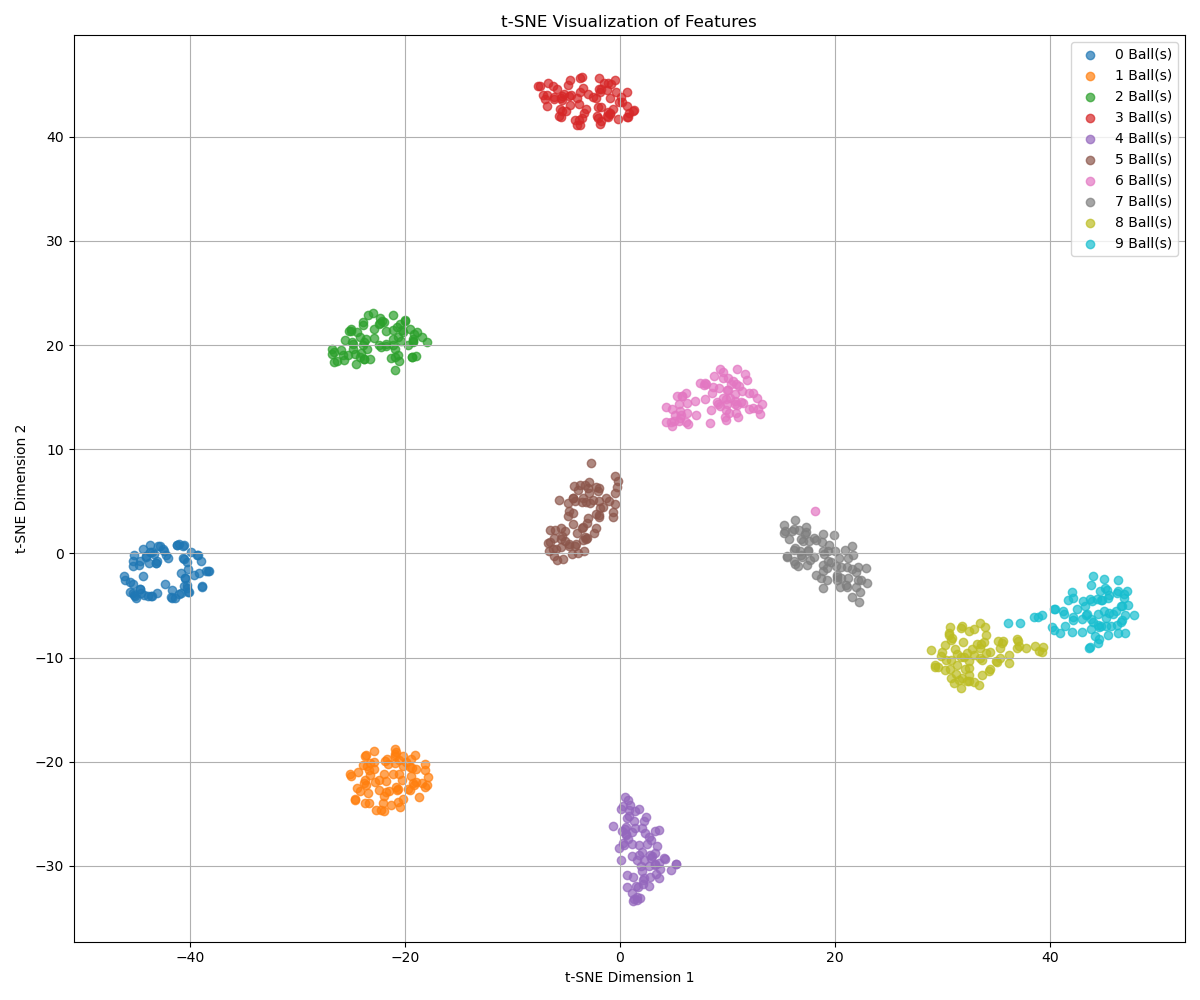 t-SNE Visualization of Features
0 Ball(s)
1 Ball(s)
2 Ball(s)
3 Ball(s)
4 Ball(s)
5 Ball(s)
6 Ball(s)
7 Ball(s)
8 Ball(s)
9 Ball(s)
t-SNE Dimension 2
40
30
20
10
0
−10
−20
−30
−40
−20
0
20
40
t-SNE Dimension 1